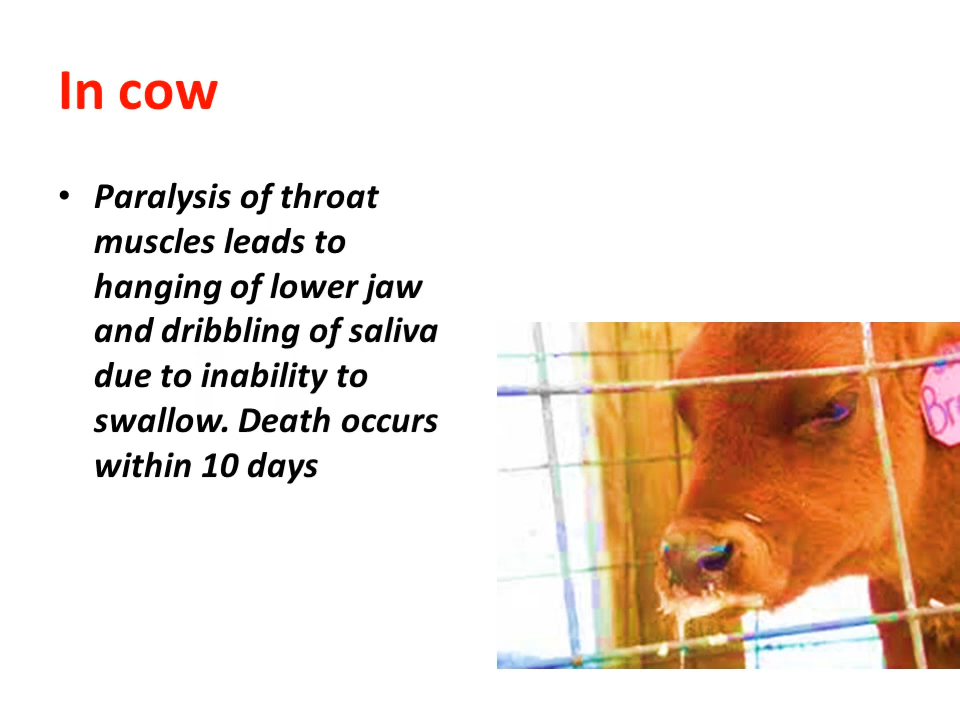 In cow
• Paralysis of throat
muscles leads to
hanging of lower jaw
and dribbling of saliva
due to inability to
swallow. Death occurs
within 10 days
Br